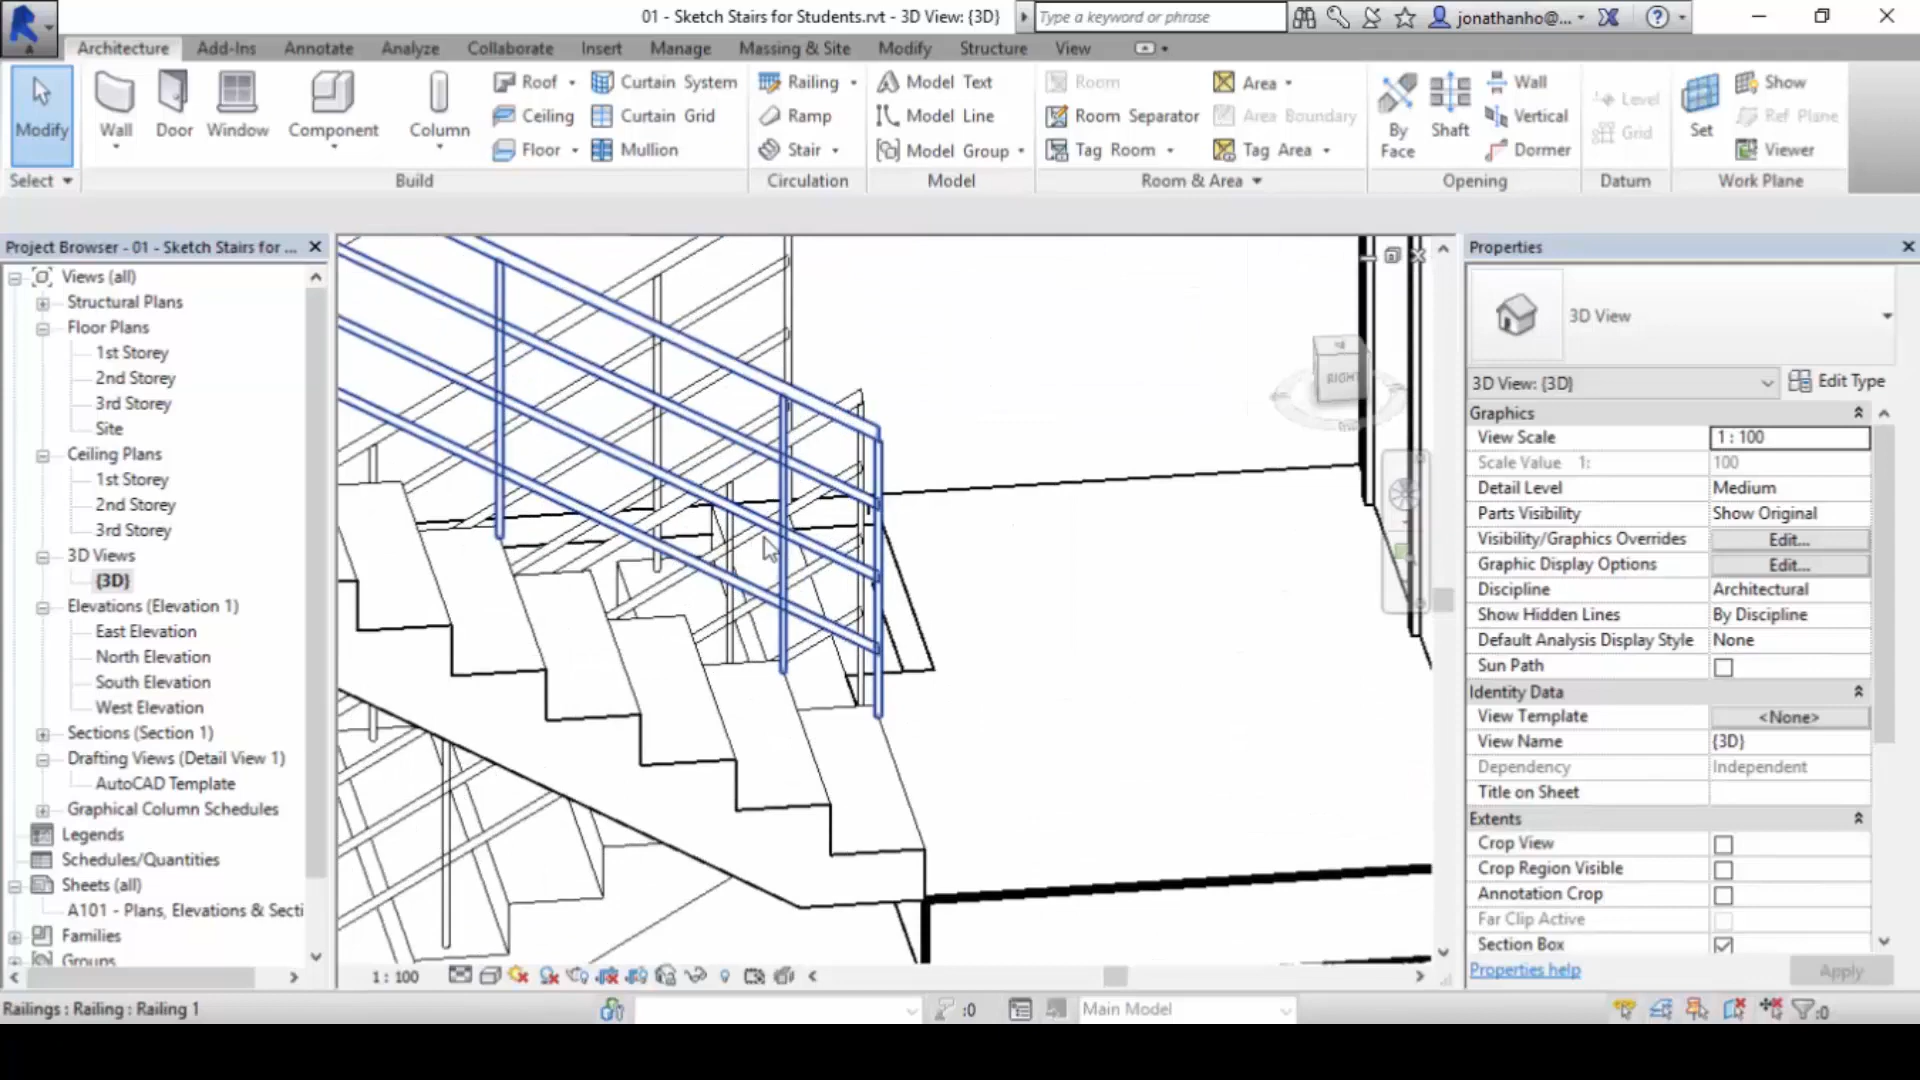 01 - Sketch Stairs for Students.rvt - 3D View: {3D}
Type a keyword or phrase
jonathanho@...
Architecture Add-Ins Annotate Analyze Collaborate Insert Manage Massing & Site Modify Structure View
Modify
Wall
Door
Window
Component
Column
Roof
Ceiling
Floor
Curtain System
Curtain Grid
Mullion
Railing
Ramp
Stair
Model Text
Model Line
Model Group
Room
Room Separator
Tag Room
Area
Area Boundary
Tag Area
By Face
Shaft
Wall
Vertical
Dormer
Level
Grid
Set
Show
Ref Plane
Viewer
Select
Build
Circulation
Model
Room & Area
Opening
Datum
Work Plane
Project Browser - 01 - Sketch Stairs for ...
Views (all)
Structural Plans
Floor Plans
1st Storey
2nd Storey
3rd Storey
Site
Ceiling Plans
1st Storey
2nd Storey
3rd Storey
3D Views
{3D}
Elevations (Elevation 1)
East Elevation
North Elevation
South Elevation
West Elevation
Sections (Section 1)
Drafting Views (Detail View 1)
AutoCAD Template
Graphical Column Schedules
Legends
Schedules/Quantities
Sheets (all)
A101 - Plans, Elevations & Secti
Families
Groups
RIGHT
1 : 100
Properties
3D View
3D View: {3D}
Edit Type
Graphics
View Scale 1 : 100
Scale Value 1: 100
Detail Level Medium
Parts Visibility Show Original
Visibility/Graphics Overrides Edit...
Graphic Display Options Edit...
Discipline Architectural
Show Hidden Lines By Discipline
Default Analysis Display Style None
Sun Path
Identity Data
View Template <None>
View Name {3D}
Dependency Independent
Title on Sheet
Extents
Crop View
Crop Region Visible
Annotation Crop
Far Clip Active
Section Box
Properties help
Apply
Railings : Railing : Railing 1
:0
Main Model
:0